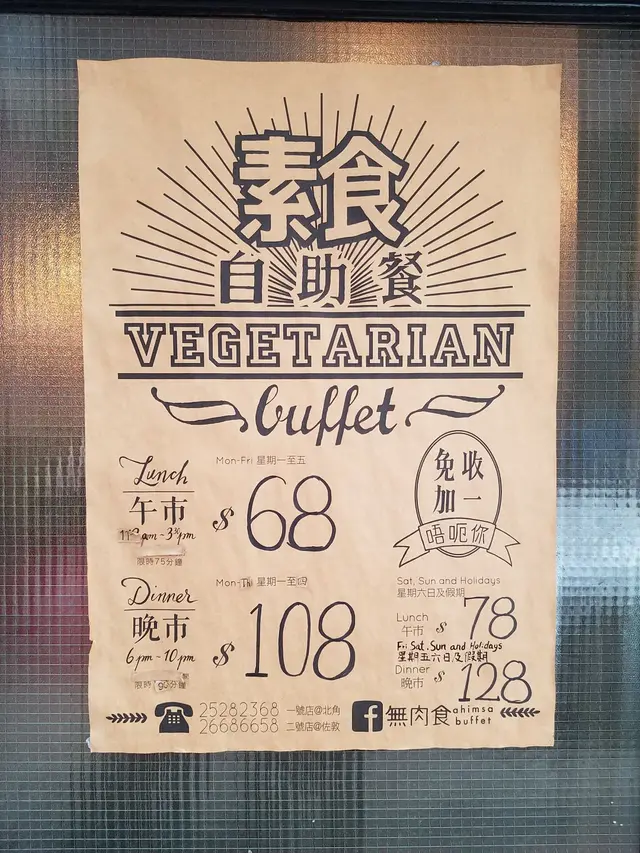 素食
自助餐
VEGETARIAN
buffet
Lunch
午市
11³⁰am - 3³⁰pm
限時75分鐘
Mon-Fri 星期一至五
$68
免收
加一
唔呃你
Dinner
晚市
6pm - 10pm
限時90分鐘
Mon-Thu 星期一至四
$108
Sat, Sun and Holidays
星期六日及假期
Lunch
午市
$78
Fri Sat, Sun and Holidays
星期五六日及假期
Dinner
晚市
$128
25282368 一號店@北角
26686658 二號店@佐敦
f 無肉食 ahimsa
buffet